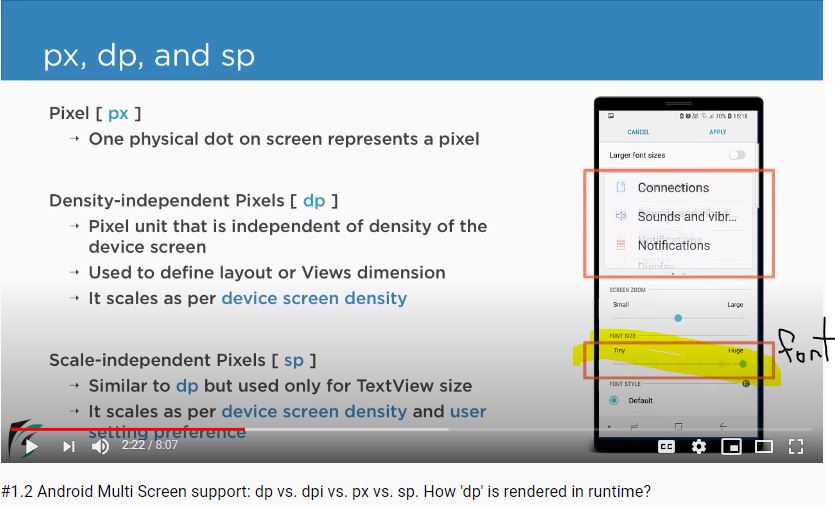 px, dp, and sp
Pixel [ px ]
→ One physical dot on screen represents a pixel
Density-independent Pixels [ dp ]
→ Pixel unit that is independent of density of the
device screen
→ Used to define layout or Views dimension
→ It scales as per device screen density
Scale-independent Pixels [ sp ]
→ Similar to dp but used only for TextView size
→ It scales as per device screen density and user
setting preference
70% 15:18
CANCEL APPLY
Larger font sizes
Connections
Sounds and vibr...
Notifications
Display
SCREEN ZOOM
Small Large
FONT SIZE
Tiny Huge
FONT STYLE
Default
font
2:22 / 8:07
CC
#1.2 Android Multi Screen support: dp vs. dpi vs. px vs. sp. How 'dp' is rendered in runtime?